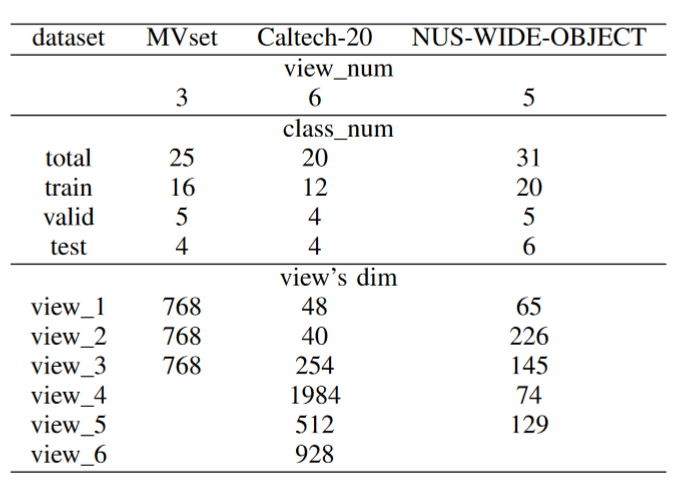 dataset MVset Caltech-20 NUS-WIDE-OBJECT
view_num
3 6 5
class_num
total 25 20 31
train 16 12 20
valid 5 4 5
test 4 4 6
view's dim
view_1 768 48 65
view_2 768 40 226
view_3 768 254 145
view_4 1984 74
view_5 512 129
view_6 928